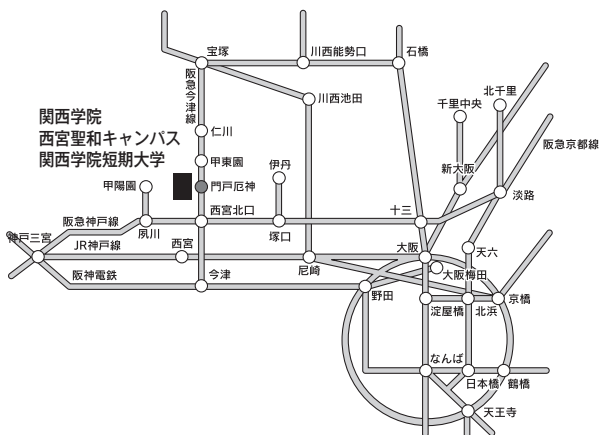 宝塚
川西能勢口
石橋
阪急今津線
川西池田
北千里
千里中央
関西学院
西宮聖和キャンパス
関西学院短期大学
仁川
甲東園
伊丹
新大阪
阪急京都線
甲陽園
門戸厄神
淡路
西宮北口
十三
阪急神戸線
夙川
塚口
神戸三宮
JR神戸線
西宮
大阪
天六
阪神電鉄
今津
尼崎
大阪梅田
野田
京橋
淀屋橋
北浜
なんば
日本橋
鶴橋
天王寺